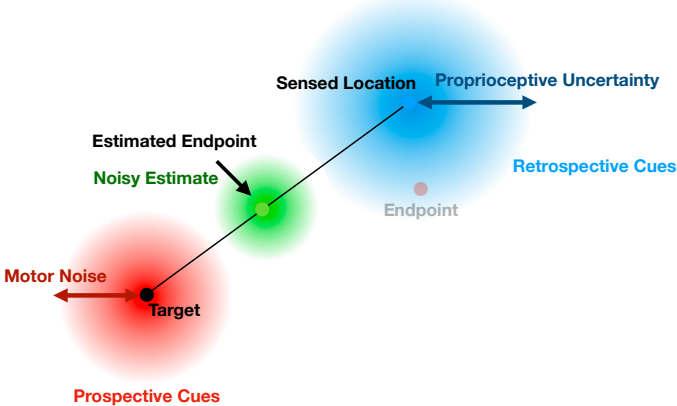 Sensed Location
Proprioceptive Uncertainty
Estimated Endpoint
Noisy Estimate
Retrospective Cues
Endpoint
Motor Noise
Target
Prospective Cues